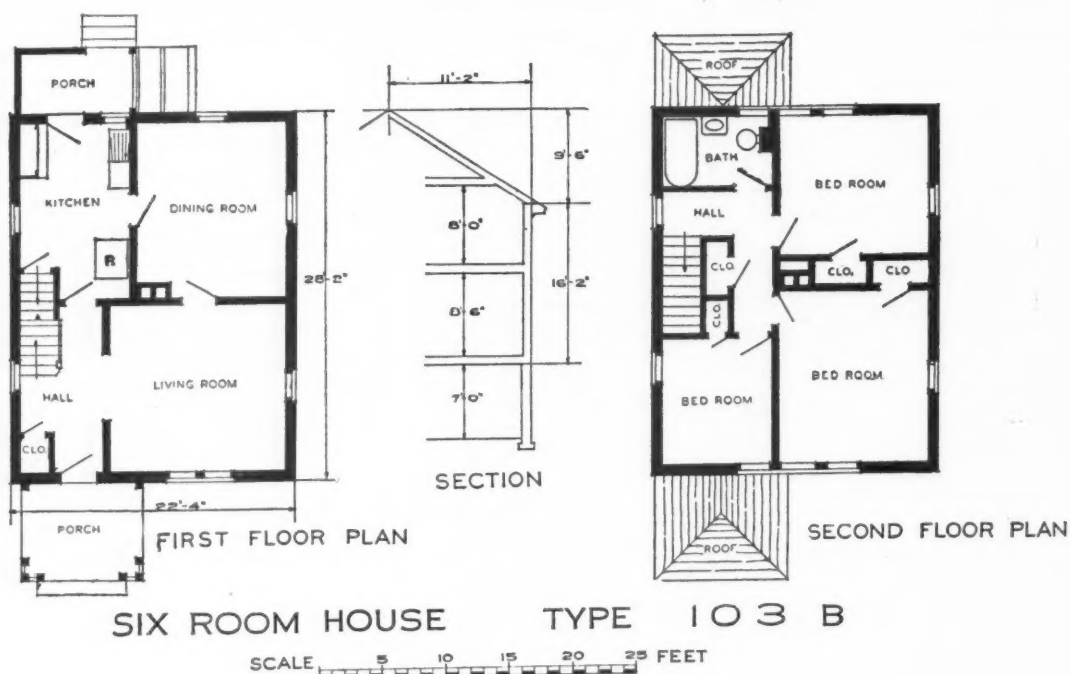 PORCH
KITCHEN
DINING ROOM
R
28'-2"
HALL
LIVING ROOM
CLO.
22'-4"
PORCH
FIRST FLOOR PLAN
11'-2"
9'-6"
8'-0"
16'-2"
8'-6"
7'-0"
SECTION
ROOF
BATH
BED ROOM
HALL
CLO.
CLO.
CLO
CLO.
BED ROOM
BED ROOM
ROOF
SECOND FLOOR PLAN
SIX ROOM HOUSE TYPE 103 B
SCALE 5 10 15 20 25 FEET